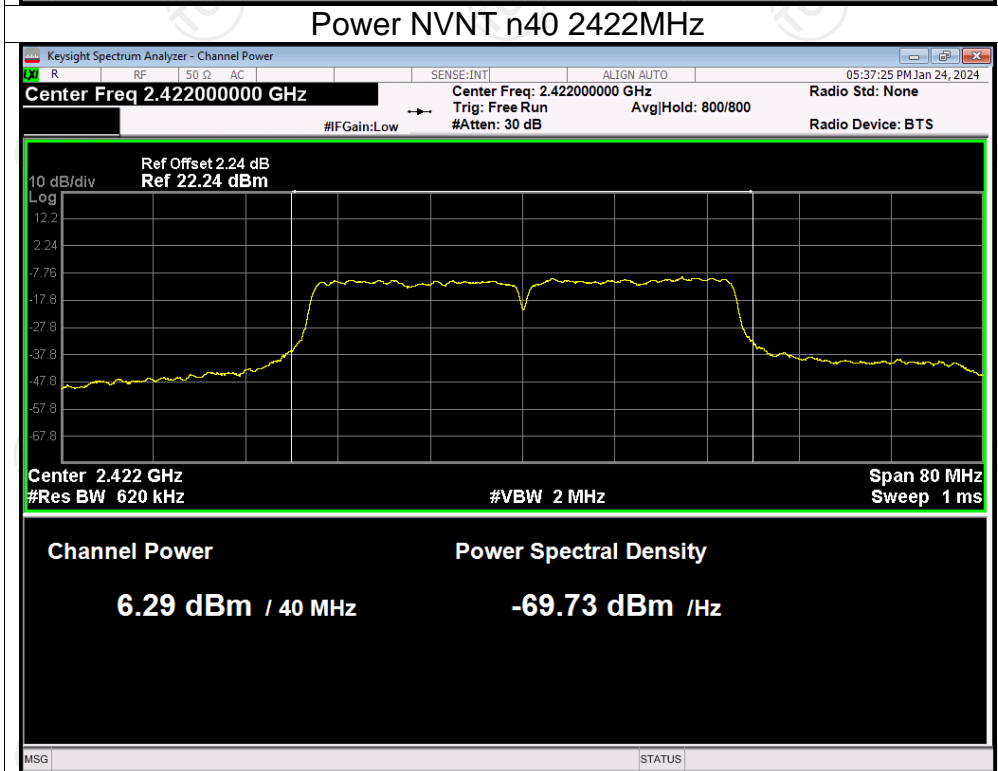 Power NVNT n40 2422MHz
Keysight Spectrum Analyzer - Channel Power
LXI R RF 50 Ω AC SENSE:INT ALIGN AUTO 05:37:25 PM Jan 24, 2024
Center Freq 2.422000000 GHz Center Freq: 2.422000000 GHz Radio Std: None
Trig: Free Run Avg|Hold: 800/800
#IFGain:Low #Atten: 30 dB Radio Device: BTS
Ref Offset 2.24 dB
10 dB/div Ref 22.24 dBm
Log
12.2
2.24
-7.76
-17.8
-27.8
-37.8
-47.8
-57.8
-67.8
Center 2.422 GHz Span 80 MHz
#Res BW 620 kHz #VBW 2 MHz Sweep 1 ms
Channel Power Power Spectral Density
6.29 dBm / 40 MHz -69.73 dBm /Hz
MSG STATUS